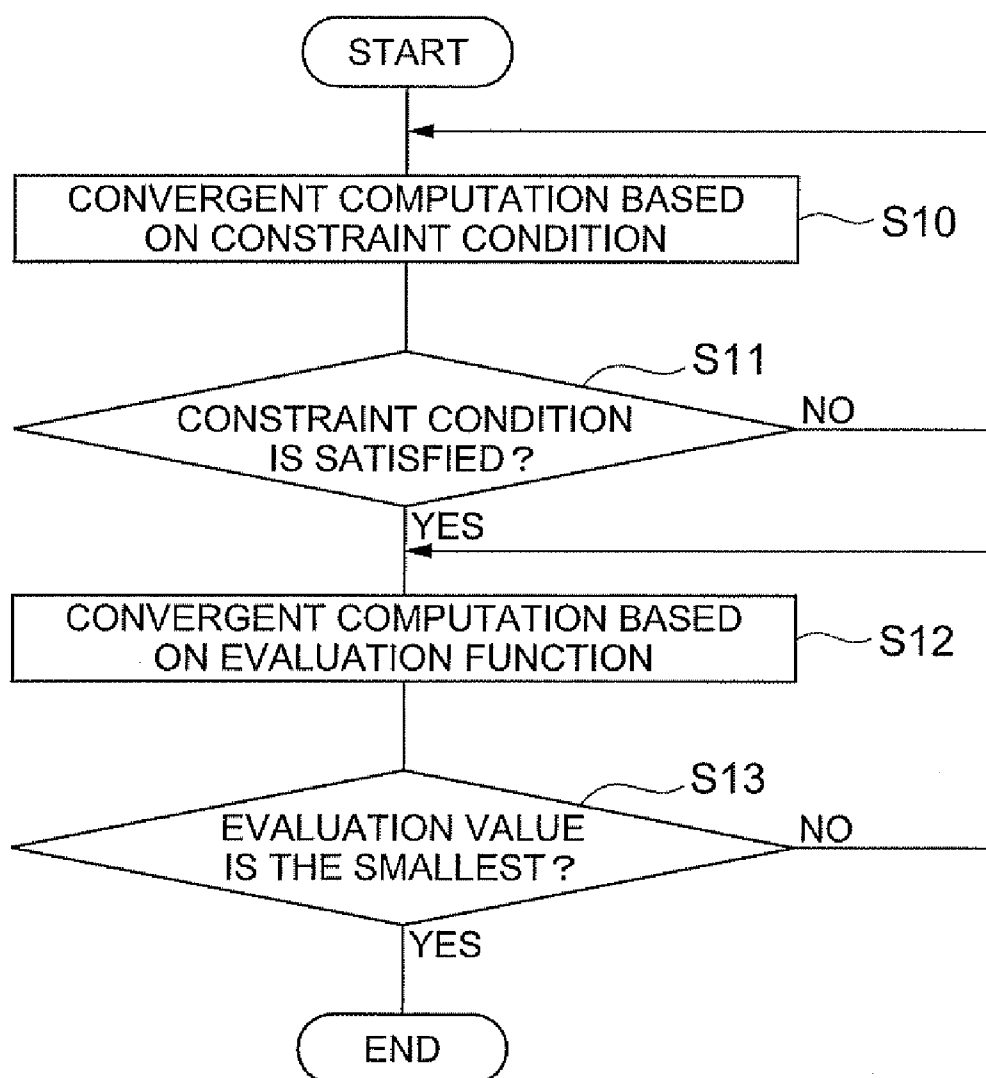 START
CONVERGENT COMPUTATION BASED
ON CONSTRAINT CONDITION
S10
S11
CONSTRAINT CONDITION
IS SATISFIED?
NO
YES
CONVERGENT COMPUTATION BASED
ON EVALUATION FUNCTION
S12
S13
EVALUATION VALUE
IS THE SMALLEST?
NO
YES
END